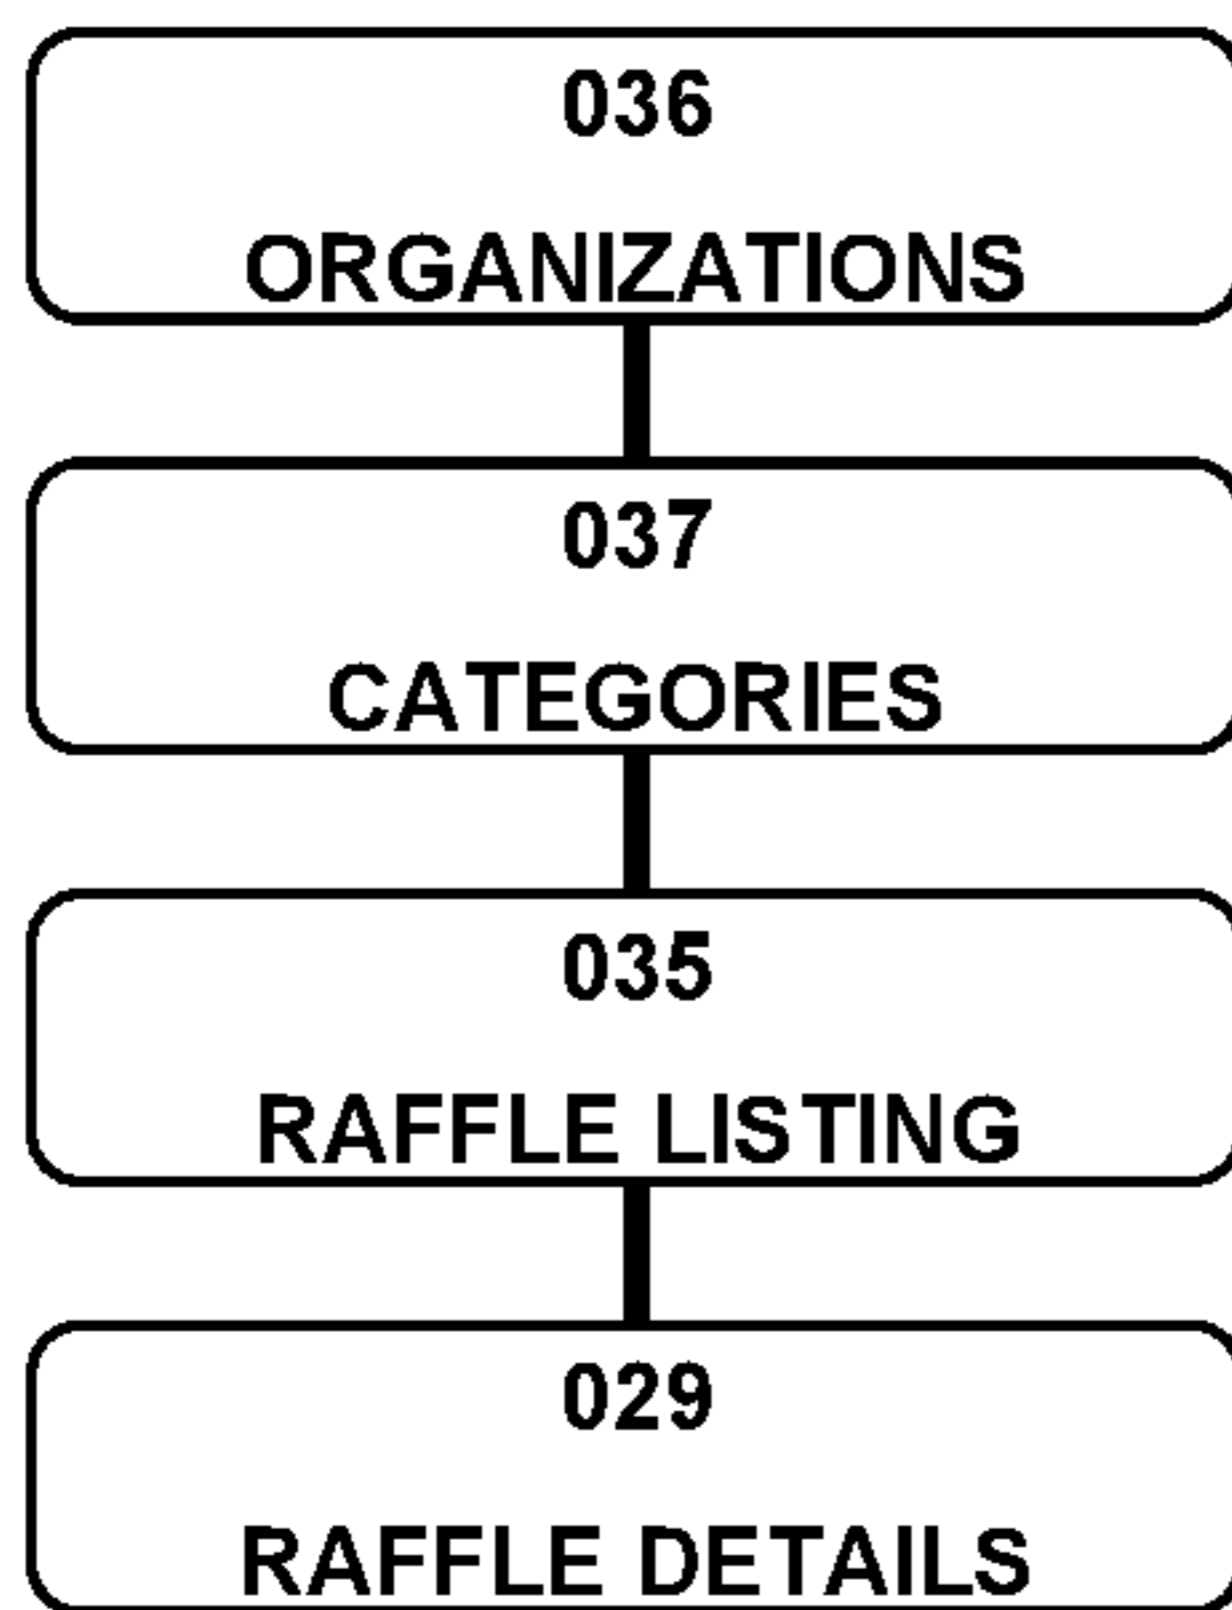 036
ORGANIZATIONS
037
CATEGORIES
035
RAFFLE LISTING
029
RAFFLE DETAILS